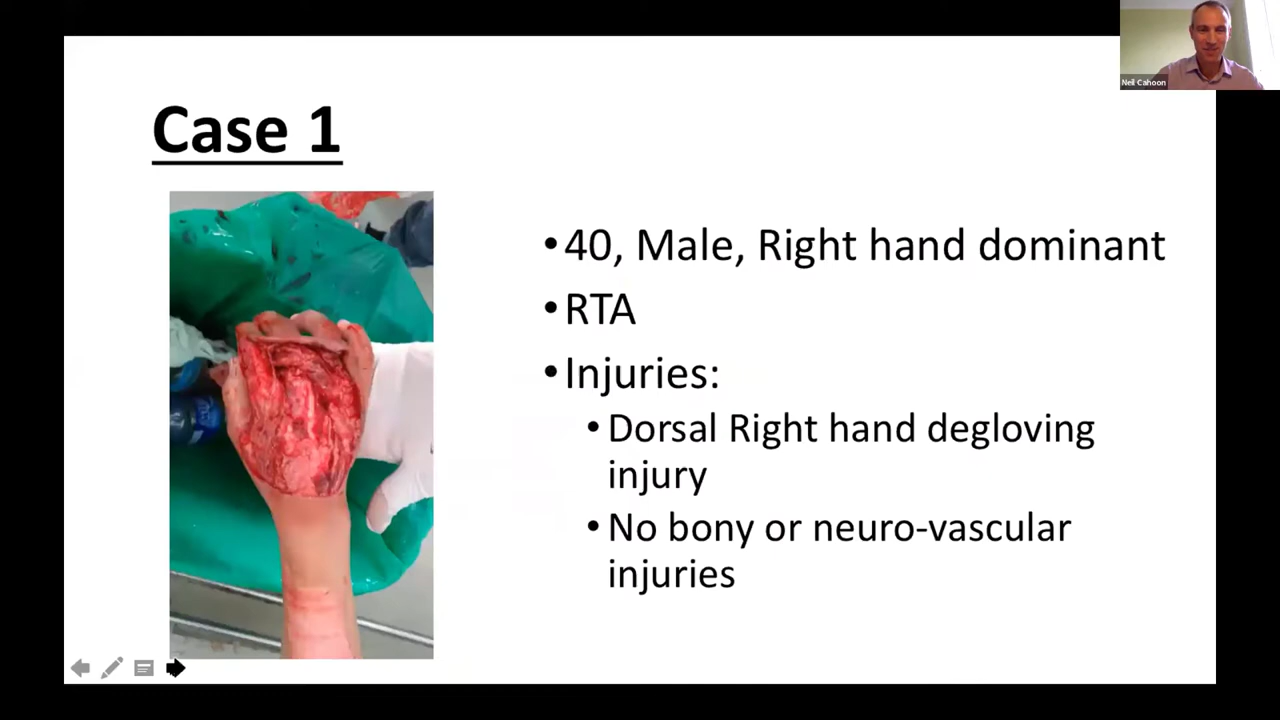 Neil Cahoon
Case 1
•40, Male, Right hand dominant
•RTA
•Injuries:
•Dorsal Right hand degloving
injury
•No bony or neuro-vascular
injuries